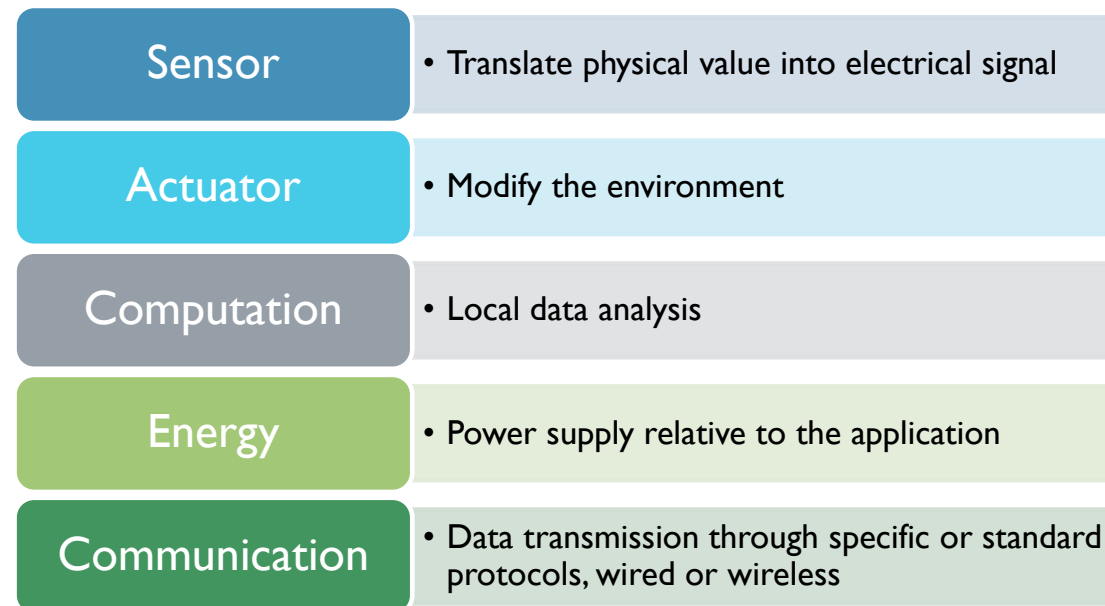 Sensor
• Translate physical value into electrical signal
Actuator
• Modify the environment
Computation
• Local data analysis
Energy
• Power supply relative to the application
Communication
• Data transmission through specific or standard
protocols, wired or wireless